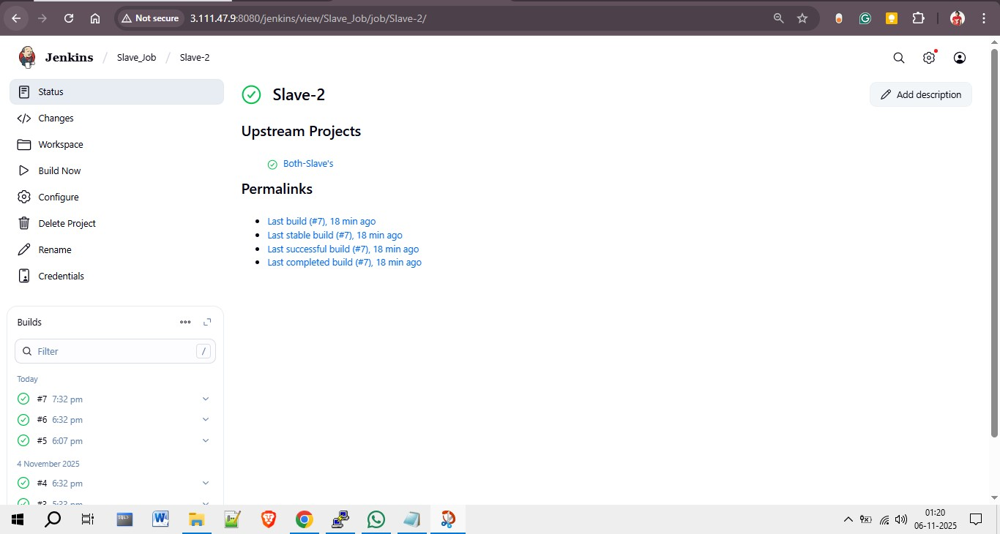 Not secure 3.111.47.9:8080/jenkins/view/Slave_Job/job/Slave-2/
Jenkins / Slave_Job / Slave-2
Status
Changes
Workspace
Build Now
Configure
Delete Project
Rename
Credentials
Builds
Filter /
Today
#7 7:32 pm
#6 6:32 pm
#5 6:07 pm
4 November 2025
#4 6:32 pm
Slave-2
Add description
Upstream Projects
Both-Slave's
Permalinks
Last build (#7), 18 min ago
Last stable build (#7), 18 min ago
Last successful build (#7), 18 min ago
Last completed build (#7), 18 min ago
01:20
06-11-2025